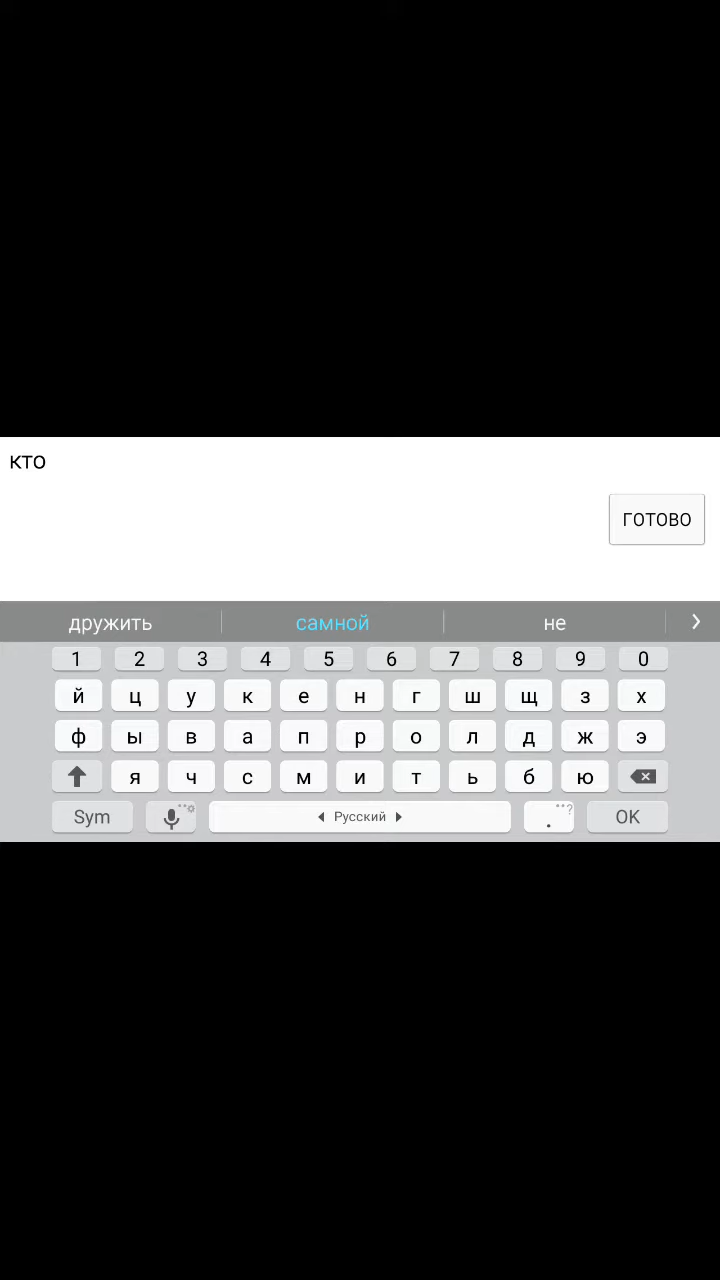 кто
ГОТОВО
дружить самной не
1 2 3 4 5 6 7 8 9 0
й ц у к е н г ш щ з х
ф ы в а п р о л д ж э
я ч с м и т ь б ю
Sym Русский . ? OK